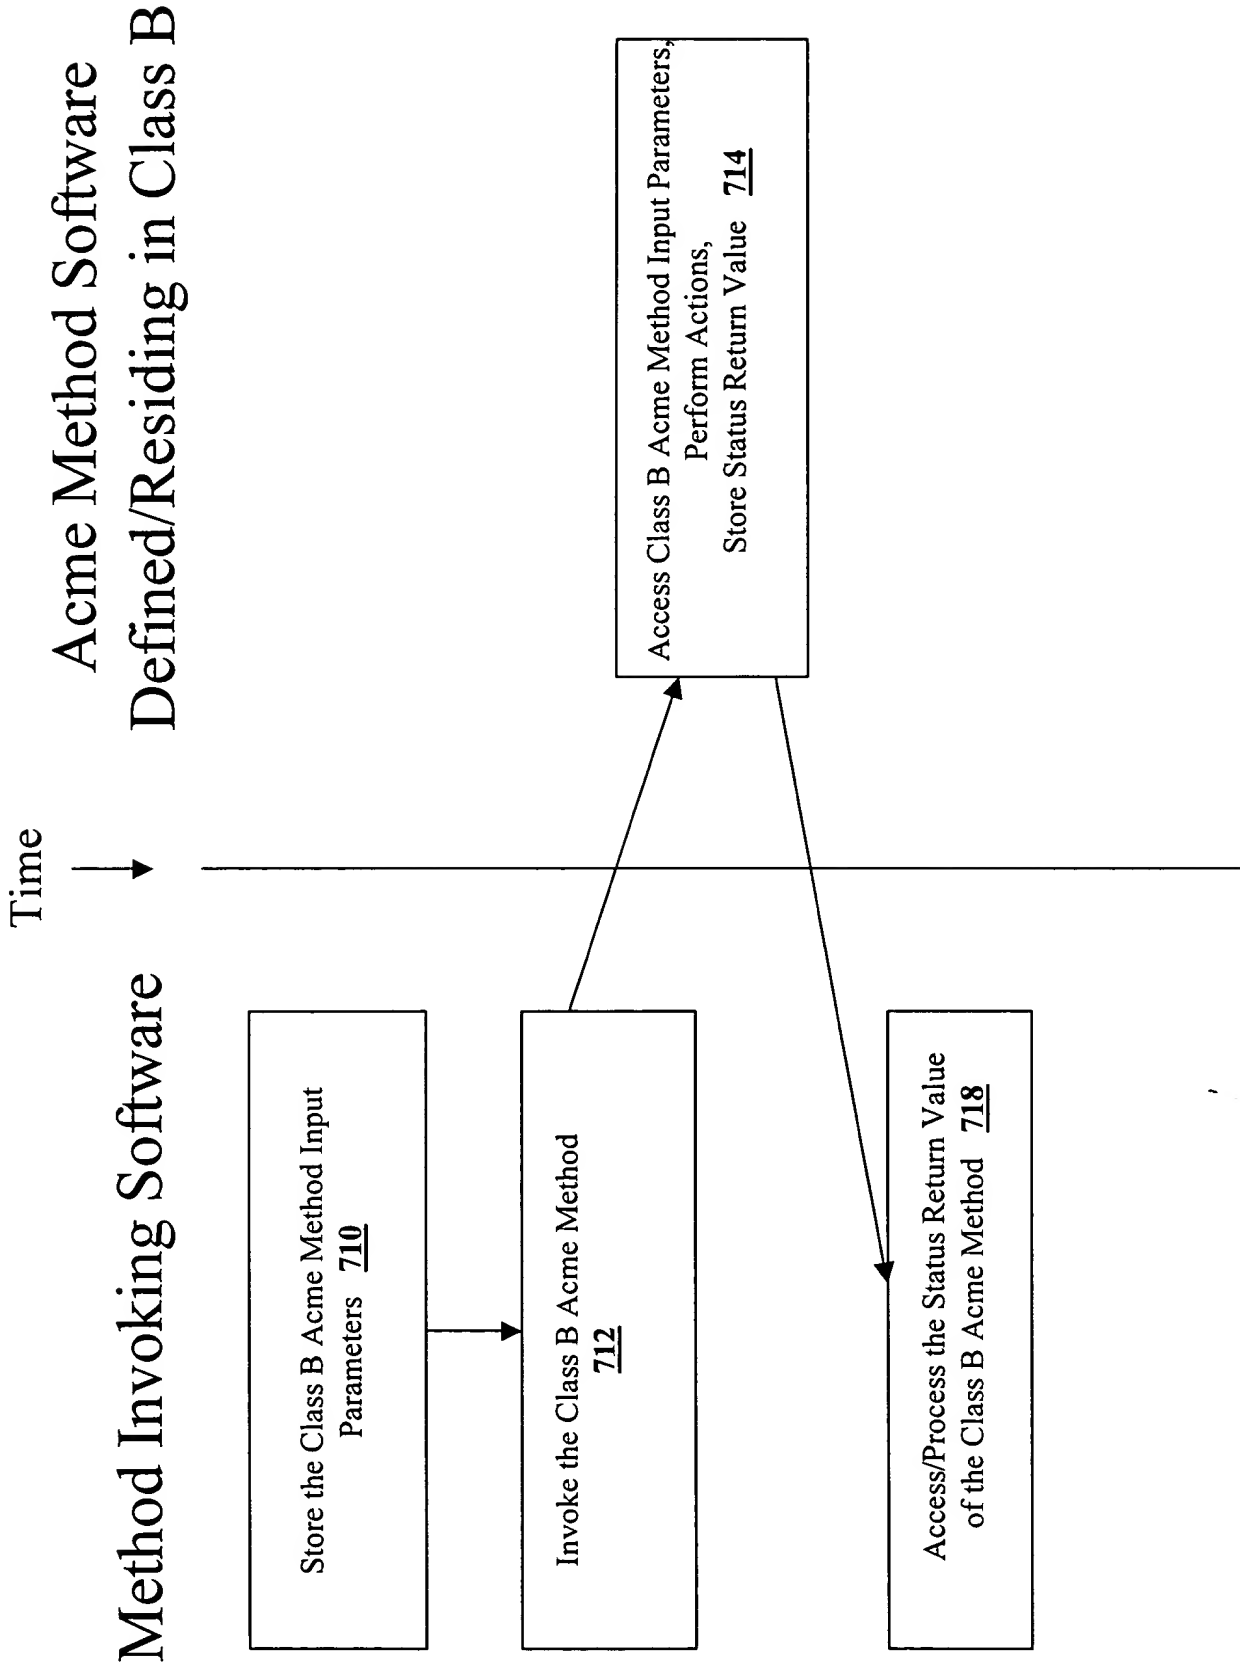 Time
Method Invoking Software
Acme Method Software
Defined/Residing in Class B
Store the Class B Acme Method Input
Parameters 710
Invoke the Class B Acme Method
712
Access Class B Acme Method Input Parameters,
Perform Actions,
Store Status Return Value 714
Access/Process the Status Return Value
of the Class B Acme Method 718